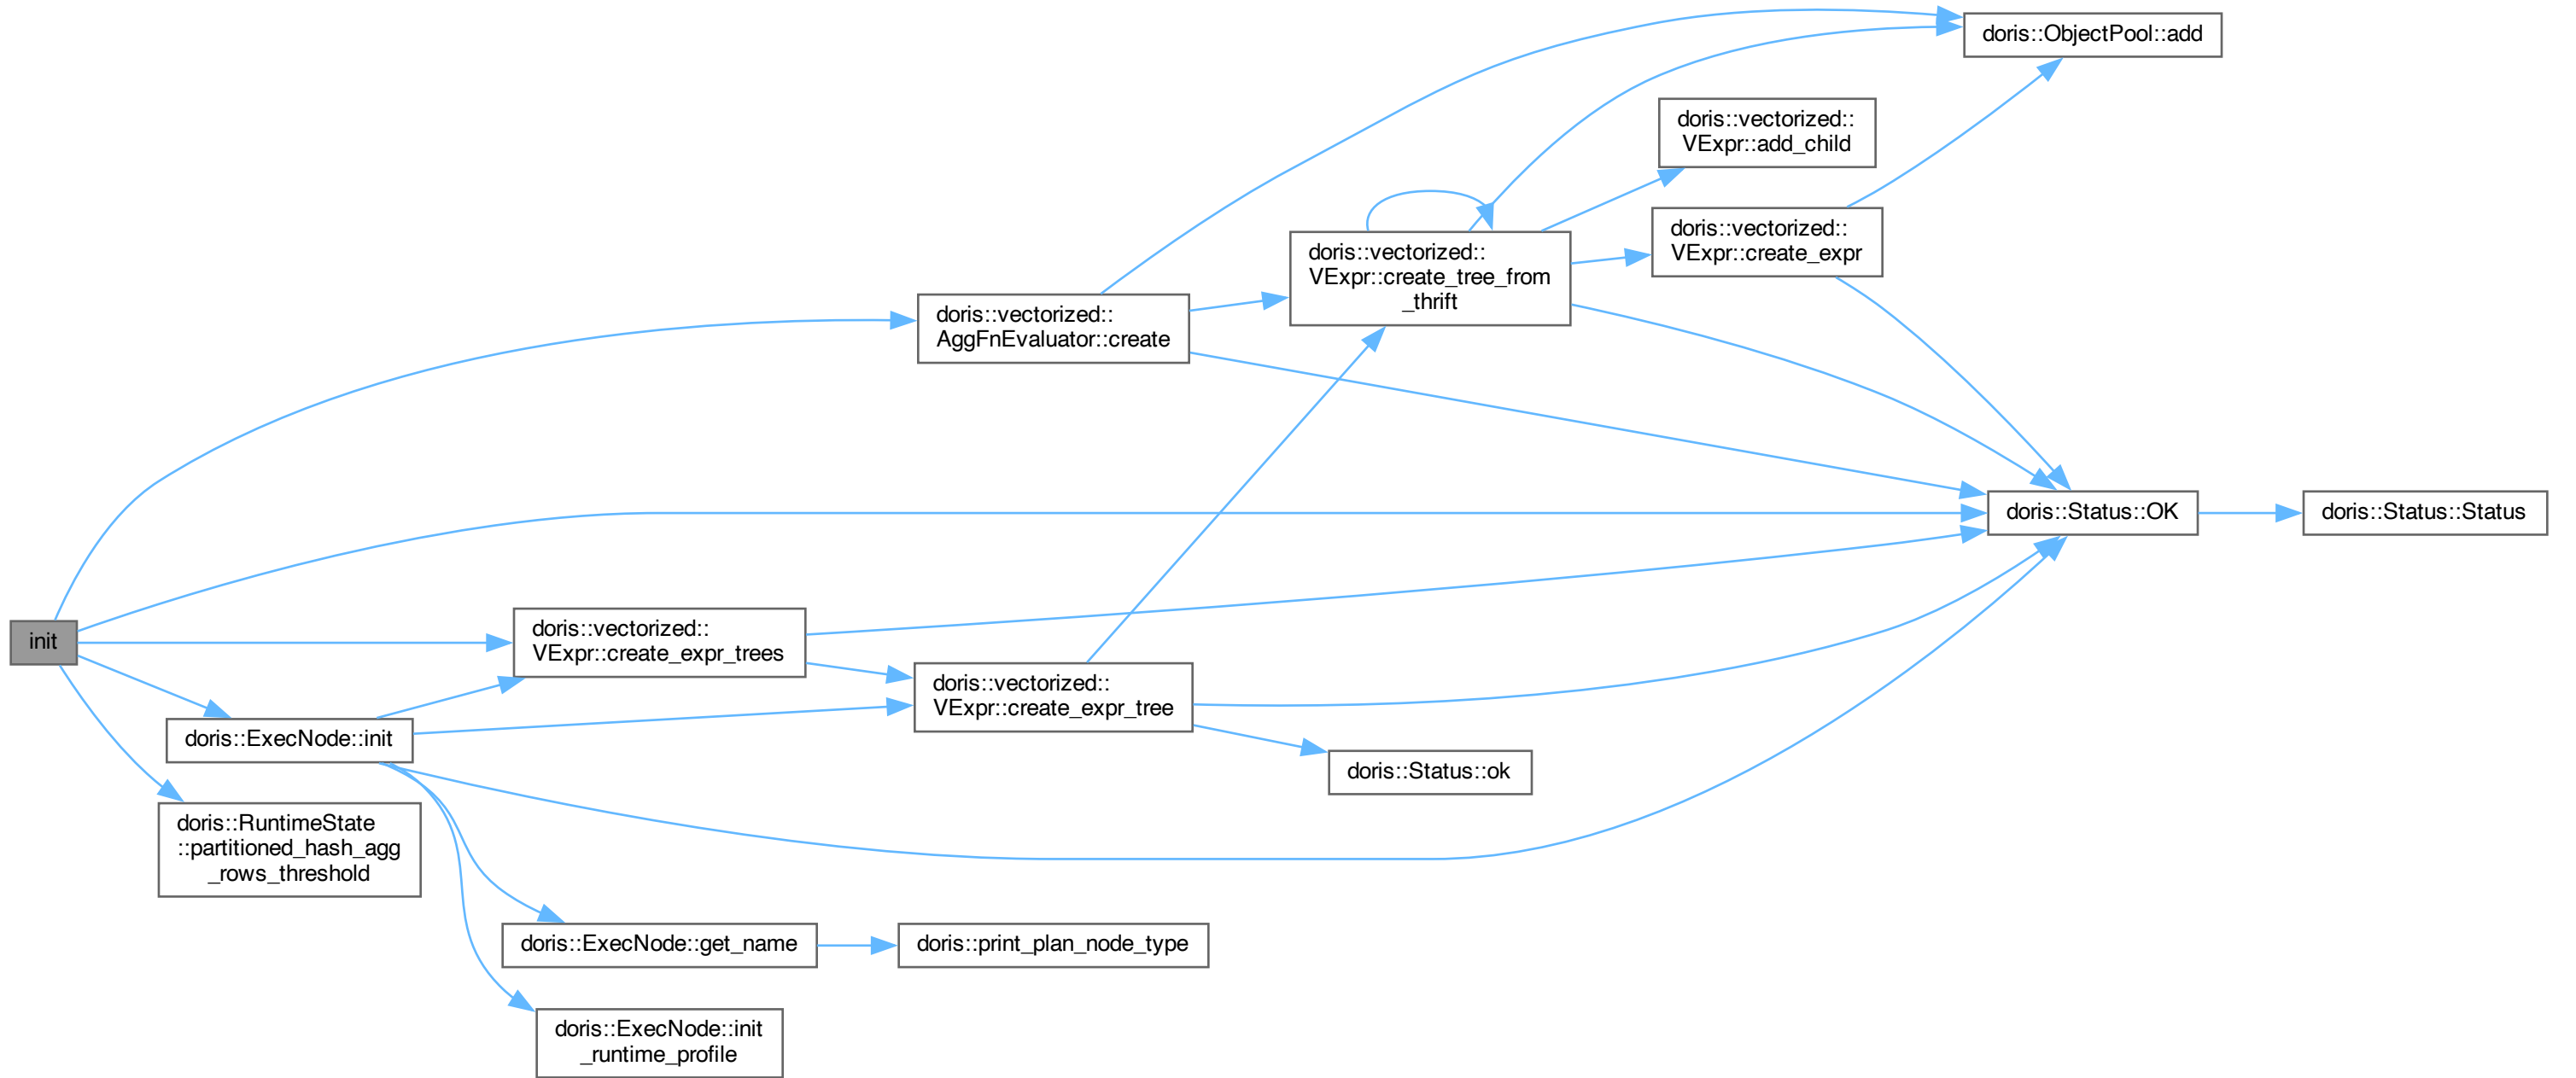 init
doris::vectorized::
AggFnEvaluator::create
doris::vectorized::
VExpr::create_expr_trees
doris::ExecNode::init
doris::RuntimeState
::partitioned_hash_agg
_rows_threshold
doris::vectorized::
VExpr::create_expr_tree
doris::ExecNode::get_name
doris::ExecNode::init
_runtime_profile
doris::print_plan_node_type
doris::vectorized::
VExpr::create_tree_from
_thrift
doris::Status::ok
doris::ObjectPool::add
doris::vectorized::
VExpr::add_child
doris::vectorized::
VExpr::create_expr
doris::Status::OK
doris::Status::Status